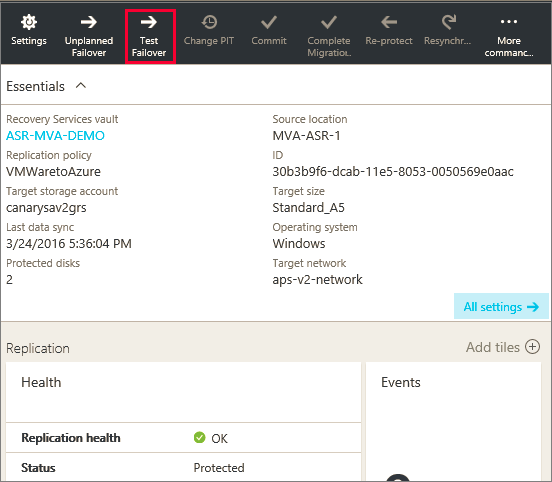 Settings
Unplanned Failover
Test Failover
Change PIT
Commit
Complete Migratio...
Re-protect
Resynchr...
More commanc...
Essentials
Recovery Services vault
ASR-MVA-DEMO
Source location
MVA-ASR-1
Replication policy
VMWaretoAzure
ID
30b3b9f6-dcab-11e5-8053-0050569e0aac
Target storage account
canarysav2grs
Target size
Standard_A5
Last data sync
3/24/2016 5:36:04 PM
Operating system
Windows
Protected disks
2
Target network
aps-v2-network
All settings
Replication
Add tiles
Health
Events
Replication health
OK
Status
Protected